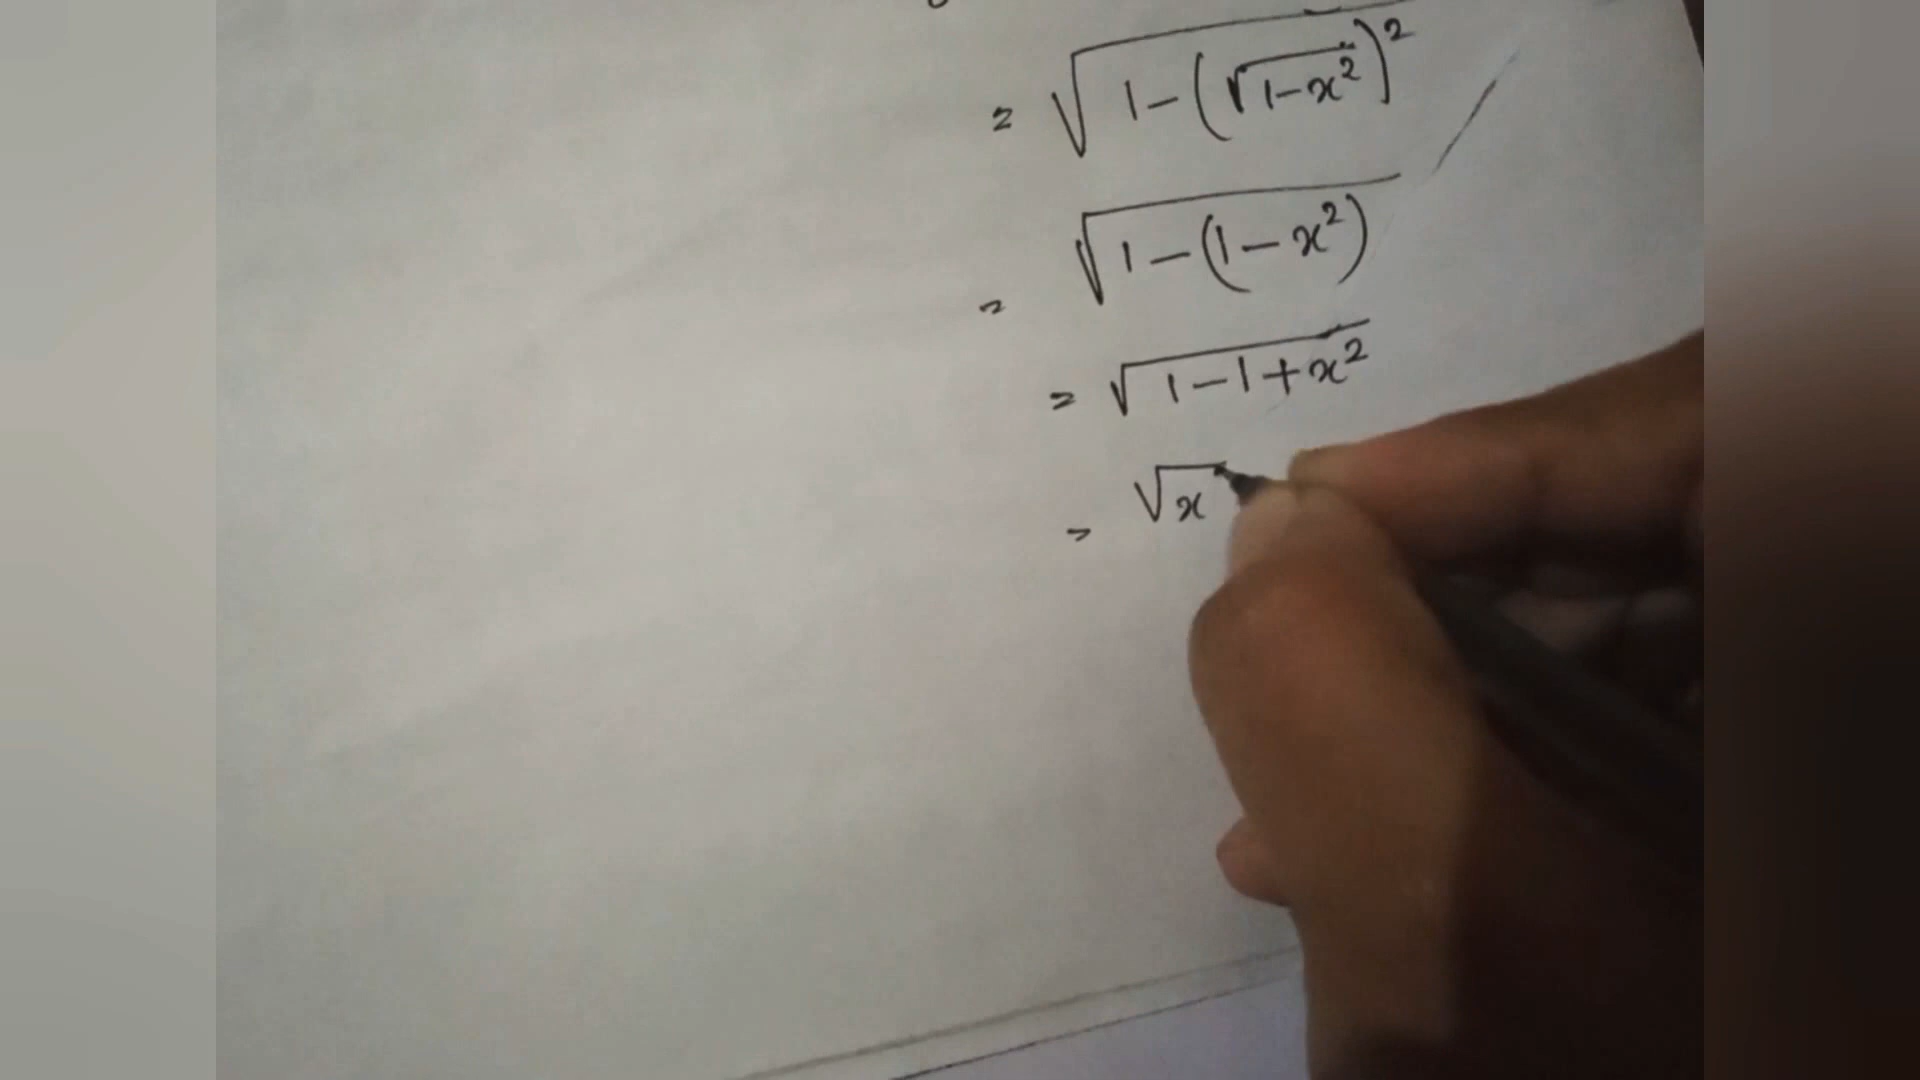 = √(1-(√(1-x²))²)
= √(1-(1-x²))
= √(1-1+x²)
= √x